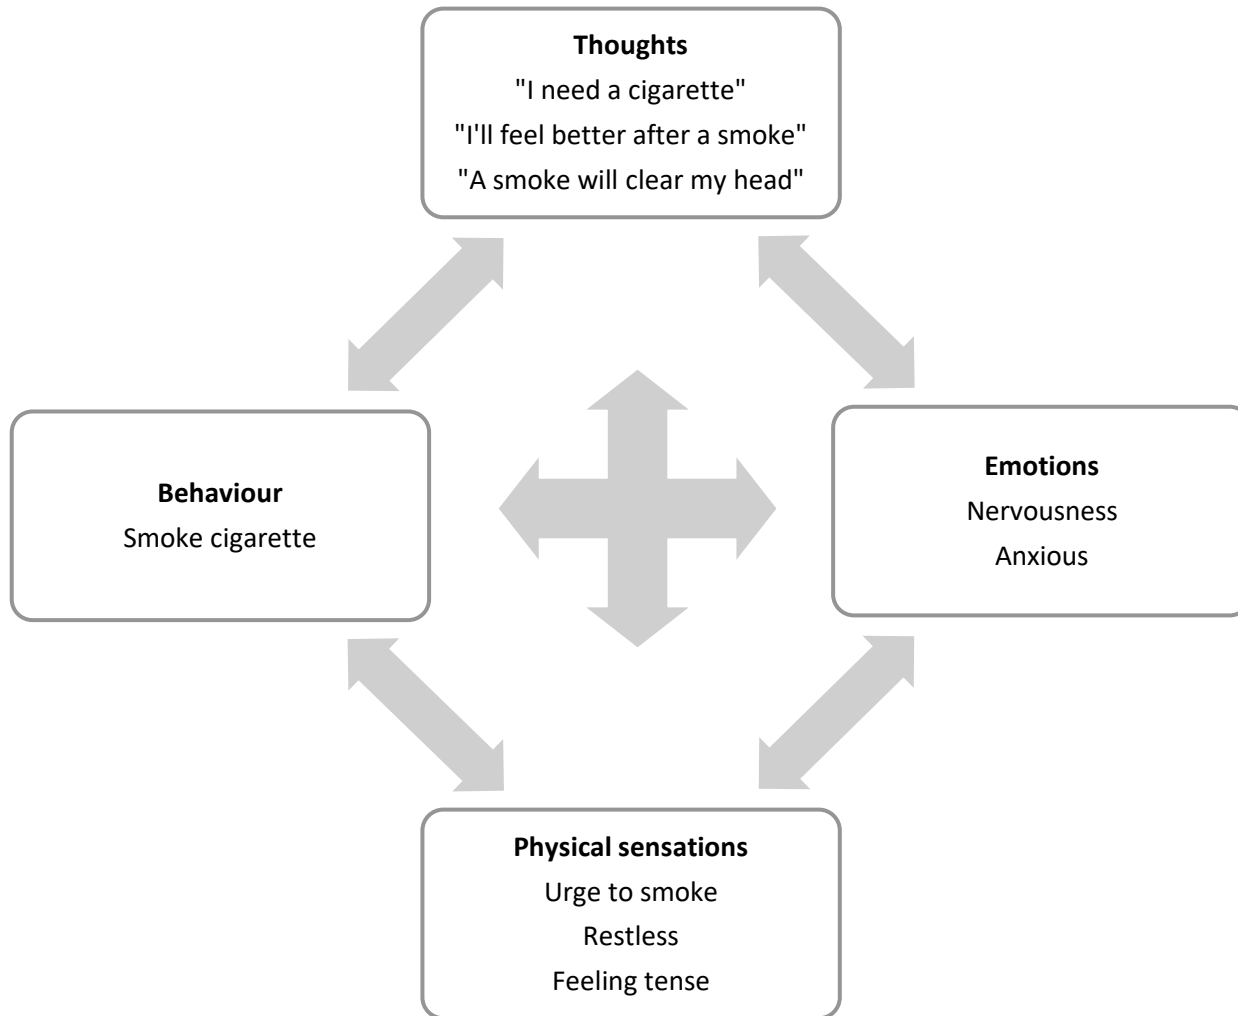 Thoughts
"I need a cigarette"
"I'll feel better after a smoke"
"A smoke will clear my head"
Behaviour
Smoke cigarette
Emotions
Nervousness
Anxious
Physical sensations
Urge to smoke
Restless
Feeling tense